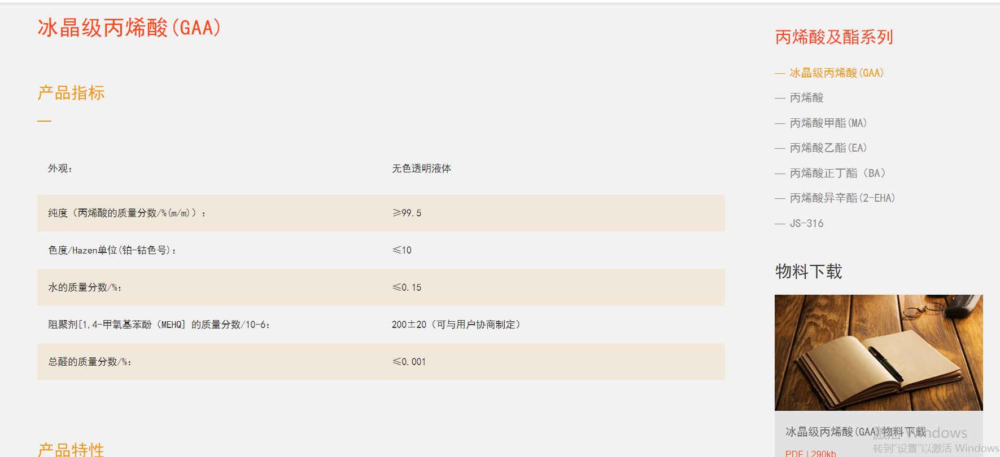 冰晶级丙烯酸(GAA)
产品指标
外观： 无色透明液体
纯度（丙烯酸的质量分数/%(m/m)）： ≥99.5
色度/Hazen单位(铂-钴色号)： ≤10
水的质量分数/%： ≤0.15
阻聚剂[1,4-甲氧基苯酚（MEHQ] 的质量分数/10-6： 200±20（可与用户协商制定）
总醛的质量分数/%： ≤0.001
产品特性
丙烯酸及酯系列
— 冰晶级丙烯酸(GAA)
— 丙烯酸
— 丙烯酸甲酯(MA)
— 丙烯酸乙酯(EA)
— 丙烯酸正丁酯（BA）
— 丙烯酸异辛酯(2-EHA)
— JS-316
物料下载
冰晶级丙烯酸(GAA)物料下载
PDF | 290kb
激活 Windows
转到“设置”以激活 Windows